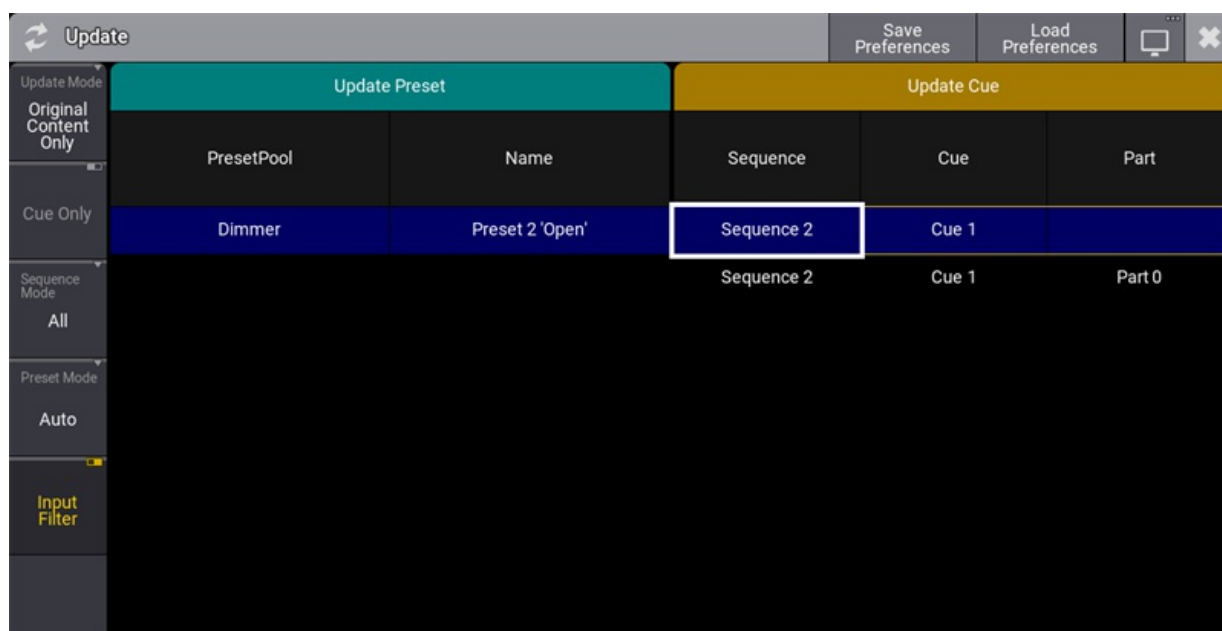 Update
Save
Preferences
Load
Preferences
Update Mode
Original
Content
Only
Cue Only
Sequence
Mode
All
Preset Mode
Auto
Input
Filter
Update Preset
Update Cue
PresetPool Name Sequence Cue Part
Dimmer Preset 2 'Open' Sequence 2 Cue 1
Sequence 2 Cue 1 Part 0